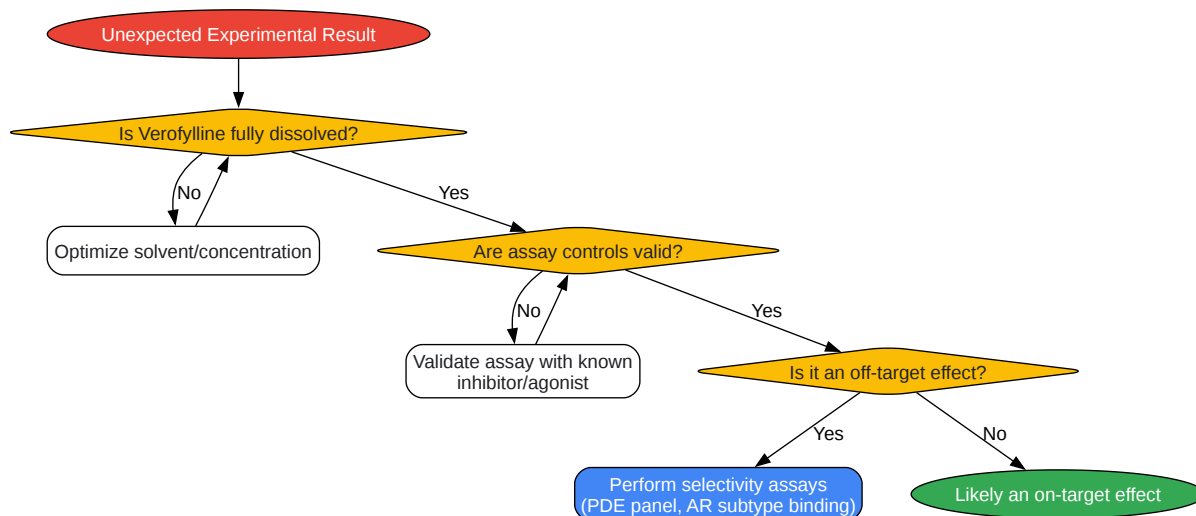 Unexpected Experimental Result
Is Verofylline fully dissolved?
No
Yes
Optimize solvent/concentration
Are assay controls valid?
No
Yes
Validate assay with known
inhibitor/agonist
Is it an off-target effect?
Yes
No
Perform selectivity assays
(PDE panel, AR subtype binding)
Likely an on-target effect